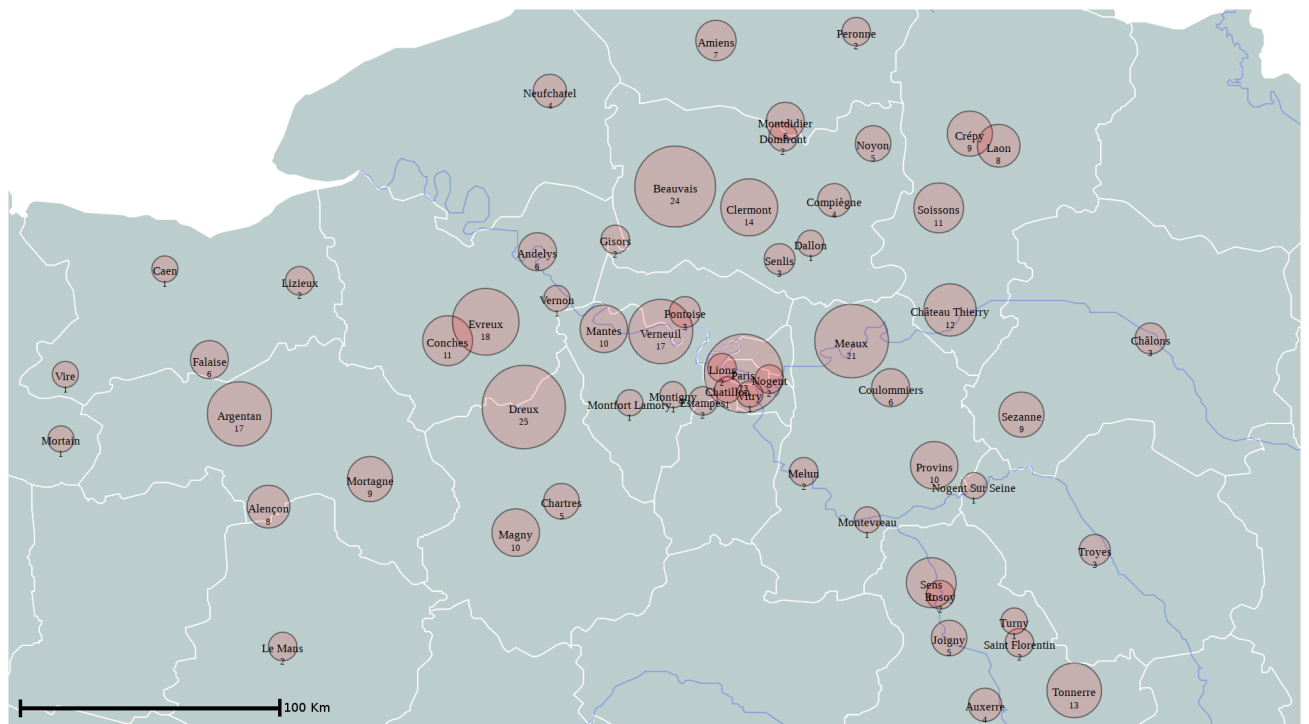 Peronne
2
Amiens
7
Neufchatel
4
Montdidier
6
Domfront
2
Crépy
9
Noyon
5
Laon
8
Beauvais
24
Compiègne
4
Clermont
14
Soissons
11
Gisors
2
Dallon
1
Andelys
6
Senlis
3
Caen
1
Lizieux
2
Vernon
1
Château Thierry
12
Pontoise
3
Evreux
18
Mantes
10
Verneuil
17
Conches
11
Meaux
21
Châlons
3
Falaise
6
Lions
2
Paris
23
Vire
1
Nogent
2
Coulommiers
6
Chatillon
1
Montigny
1
Vitry
1
Estampes
2
Montfort Lamory
1
Dreux
25
Argentan
17
Sezanne
9
Mortain
1
Provins
10
Melun
2
Mortagne
9
Nogent Sur Seine
1
Chartres
5
Alençon
8
Montevreau
1
Magny
10
Troyes
3
Sens
Rosoy
2
Turny
1
Joigny
5
Saint Florentin
2
Le Mans
2
Tonnerre
13
Auxerre
4
100 Km